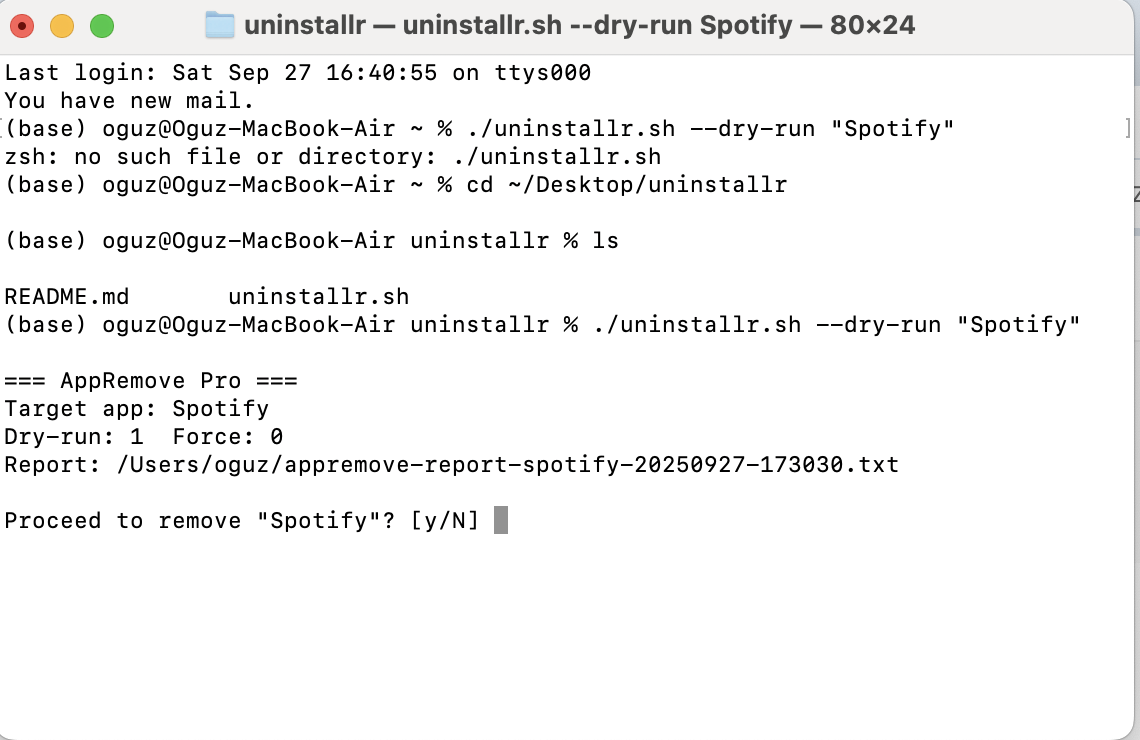 uninstallr — uninstallr.sh --dry-run Spotify — 80×24
Last login: Sat Sep 27 16:40:55 on ttys000
You have new mail.
[(base) oguz@Oguz-MacBook-Air ~ % ./uninstallr.sh --dry-run "Spotify" ]
zsh: no such file or directory: ./uninstallr.sh
(base) oguz@Oguz-MacBook-Air ~ % cd ~/Desktop/uninstallr
(base) oguz@Oguz-MacBook-Air uninstallr % ls
README.md uninstallr.sh
(base) oguz@Oguz-MacBook-Air uninstallr % ./uninstallr.sh --dry-run "Spotify"
=== AppRemove Pro ===
Target app: Spotify
Dry-run: 1 Force: 0
Report: /Users/oguz/appremove-report-spotify-20250927-173030.txt
Proceed to remove "Spotify"? [y/N]